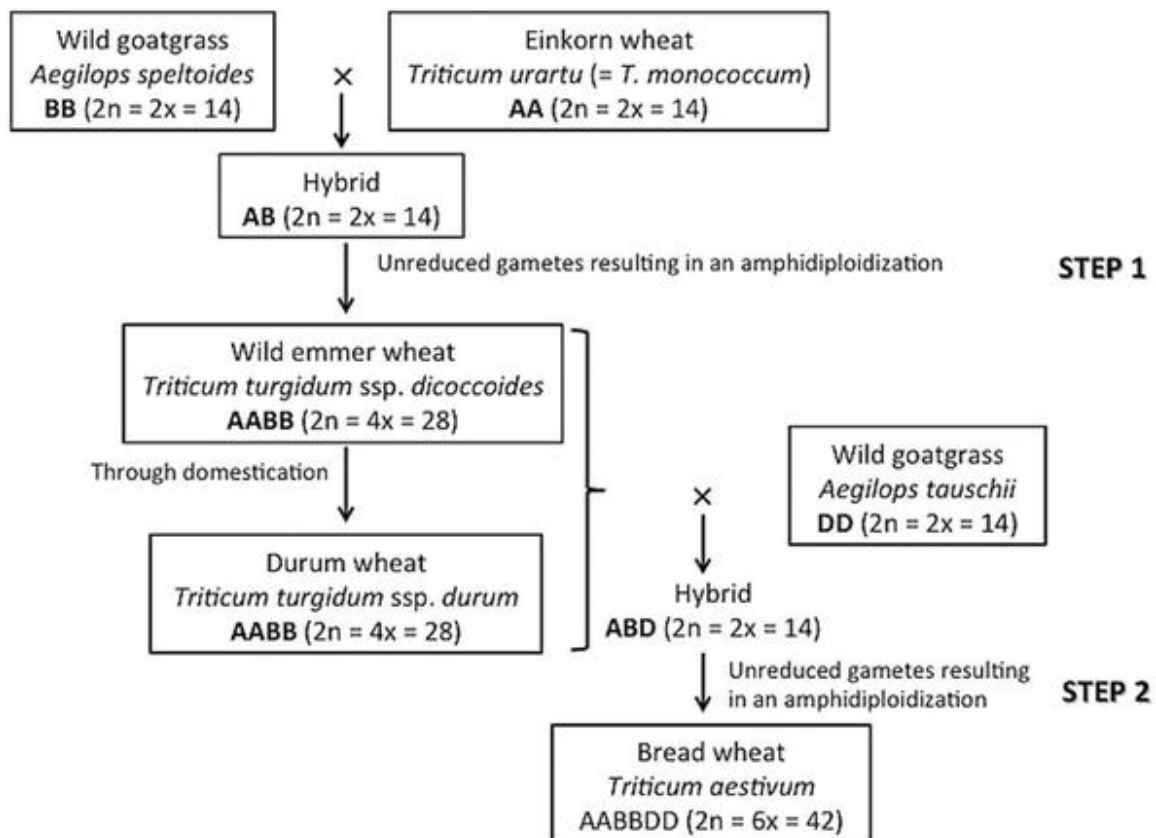 Wild goatgrass
Aegilops speltoides
BB (2n = 2x = 14)
×
Einkorn wheat
Triticum urartu (= T. monococcum)
AA (2n = 2x = 14)
Hybrid
AB (2n = 2x = 14)
Unreduced gametes resulting in an amphidiploidization
STEP 1
Wild emmer wheat
Triticum turgidum ssp. dicoccoides
AABB (2n = 4x = 28)
Through domestication
Durum wheat
Triticum turgidum ssp. durum
AABB (2n = 4x = 28)
×
Wild goatgrass
Aegilops tauschii
DD (2n = 2x = 14)
Hybrid
ABD (2n = 2x = 14)
Unreduced gametes resulting
in an amphidiploidization
STEP 2
Bread wheat
Triticum aestivum
AABBDD (2n = 6x = 42)